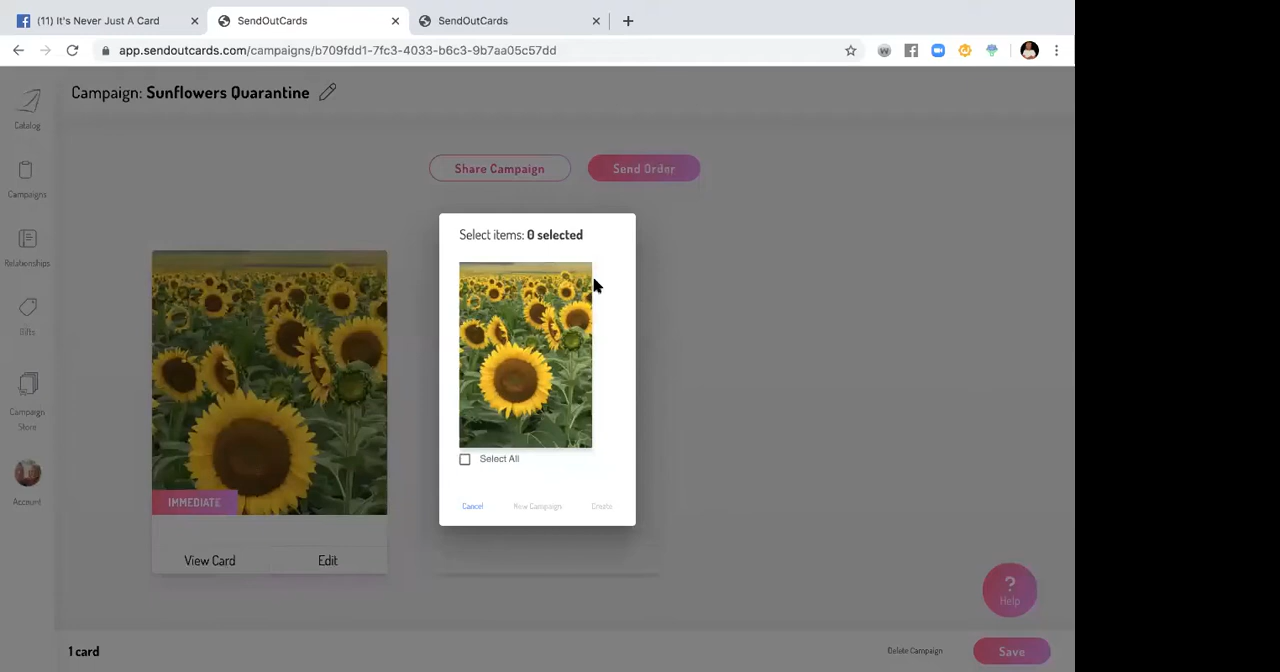 (11) It's Never Just A Card
SendOutCards
SendOutCards
app.sendoutcards.com/campaigns/b709fdd1-7fc3-4033-b6c3-9b7aa05c57dd
Campaign: Sunflowers Quarantine
Catalog
Campaigns
Relationships
Gifts
Campaign
Store
Account
Share Campaign
Send Order
Select items: 0 selected
Select All
Cancel
New Campaign
Create
IMMEDIATE
View Card
Edit
?
Help
1 card
Delete Campaign
Save